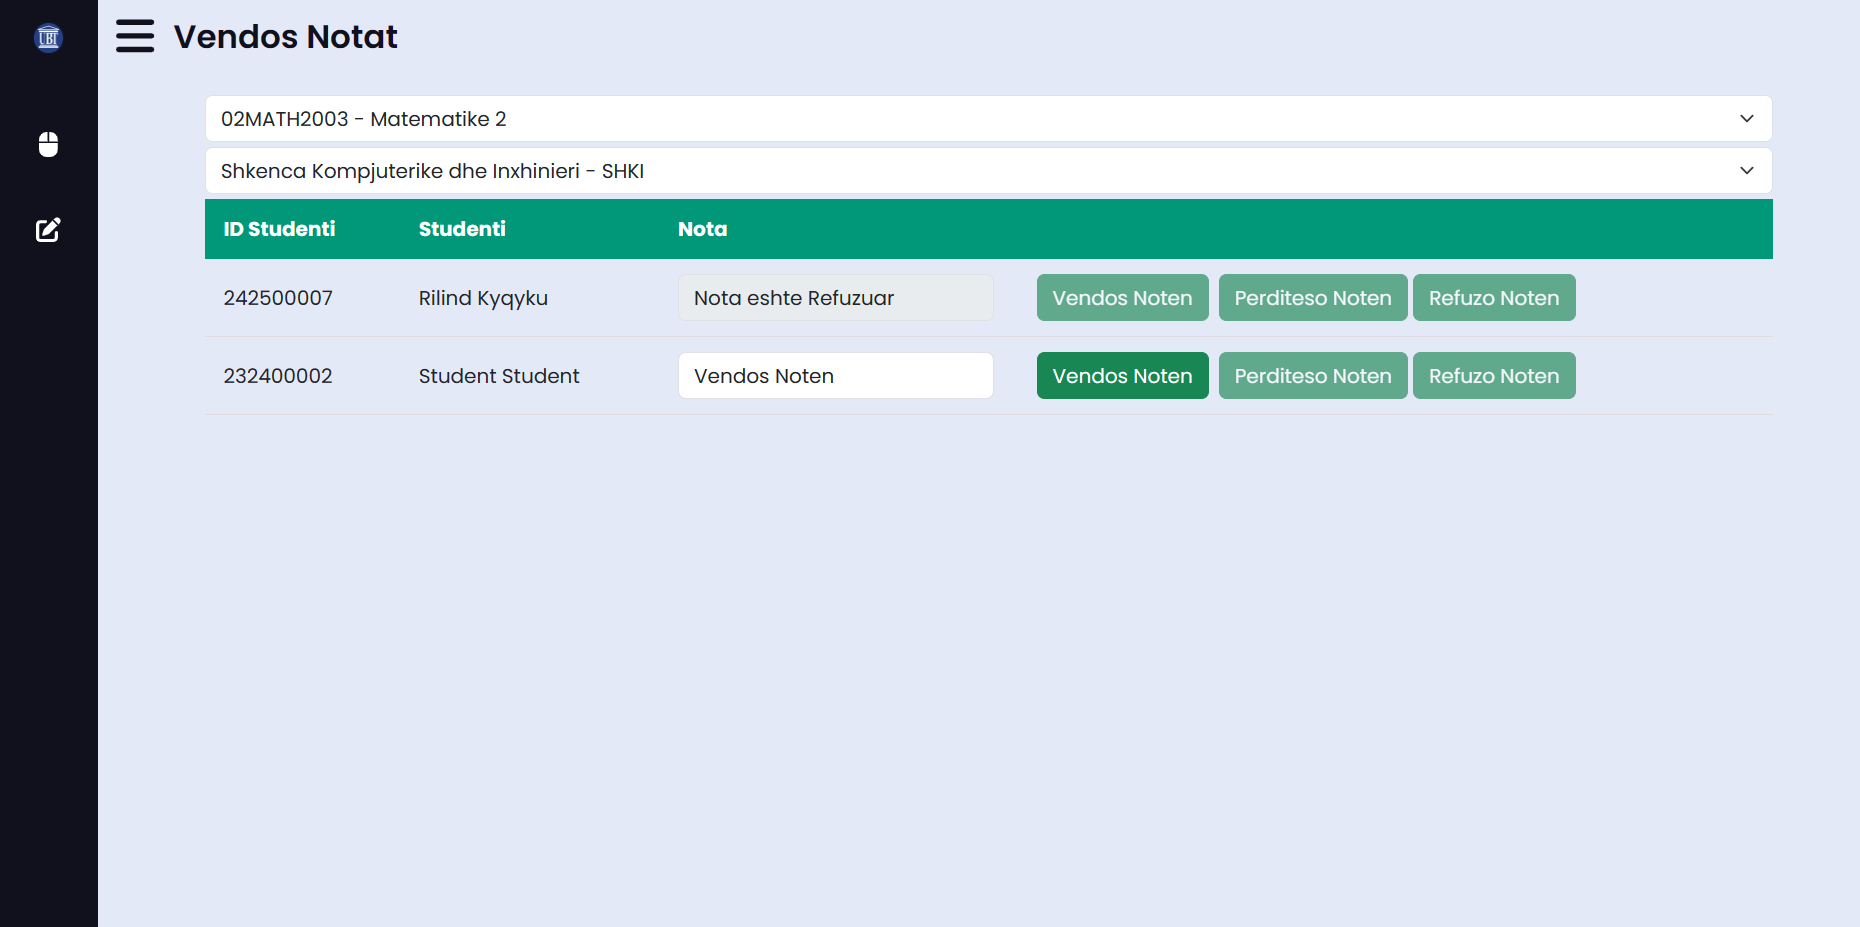 UBT
Vendos Notat
02MATH2003 - Matematike 2
Shkenca Kompjuterike dhe Inxhinieri - SHKI
ID Studenti Studenti Nota
242500007 Rilind Kyqyku Nota eshte Refuzuar Vendos Noten Perditeso Noten Refuzo Noten
232400002 Student Student Vendos Noten Vendos Noten Perditeso Noten Refuzo Noten